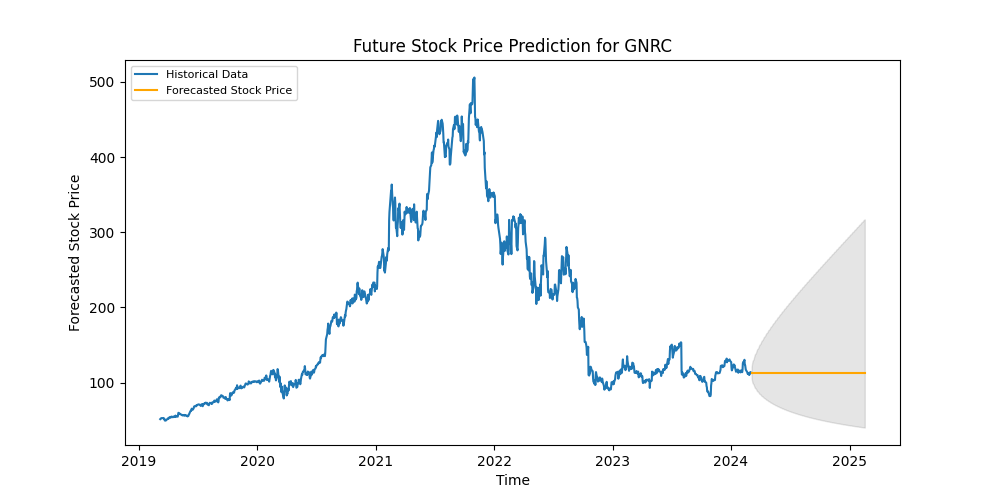 Future Stock Price Prediction for GNRC
Historical Data
Forecasted Stock Price
500
400
300
200
100
Forecasted Stock Price
2019 2020 2021 2022 2023 2024 2025
Time